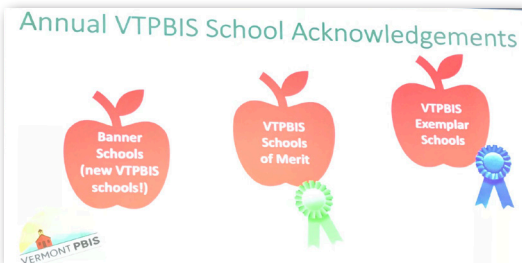 Annual VTPBIS School Acknowledgements
Banner
Schools
(new VTPBIS
schools!)
VTPBIS
Schools
of Merit
VTPBIS
Exemplar
Schools
VERMONT PBIS